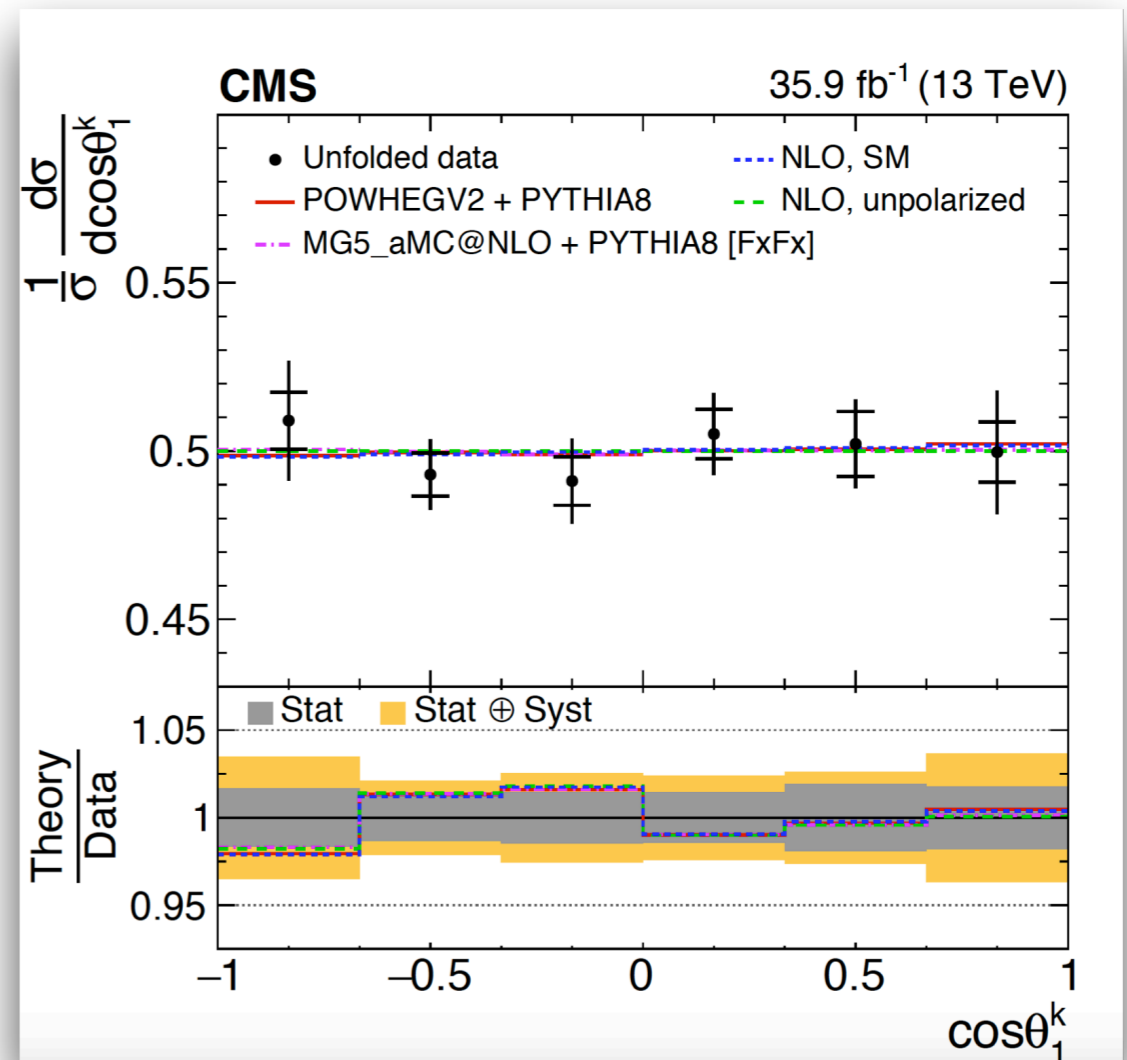 CMS 35.9 fb⁻¹ (13 TeV)
1/σ dσ/dcosθ₁ᵏ
Unfolded data
NLO, SM
POWHEGV2 + PYTHIA8
NLO, unpolarized
MG5_aMC@NLO + PYTHIA8 [FxFx]
0.55
0.5
0.45
Stat Stat ⊕ Syst
Theory
Data
1.05
1
0.95
−1 −0.5 0 0.5 1
cosθ₁ᵏ